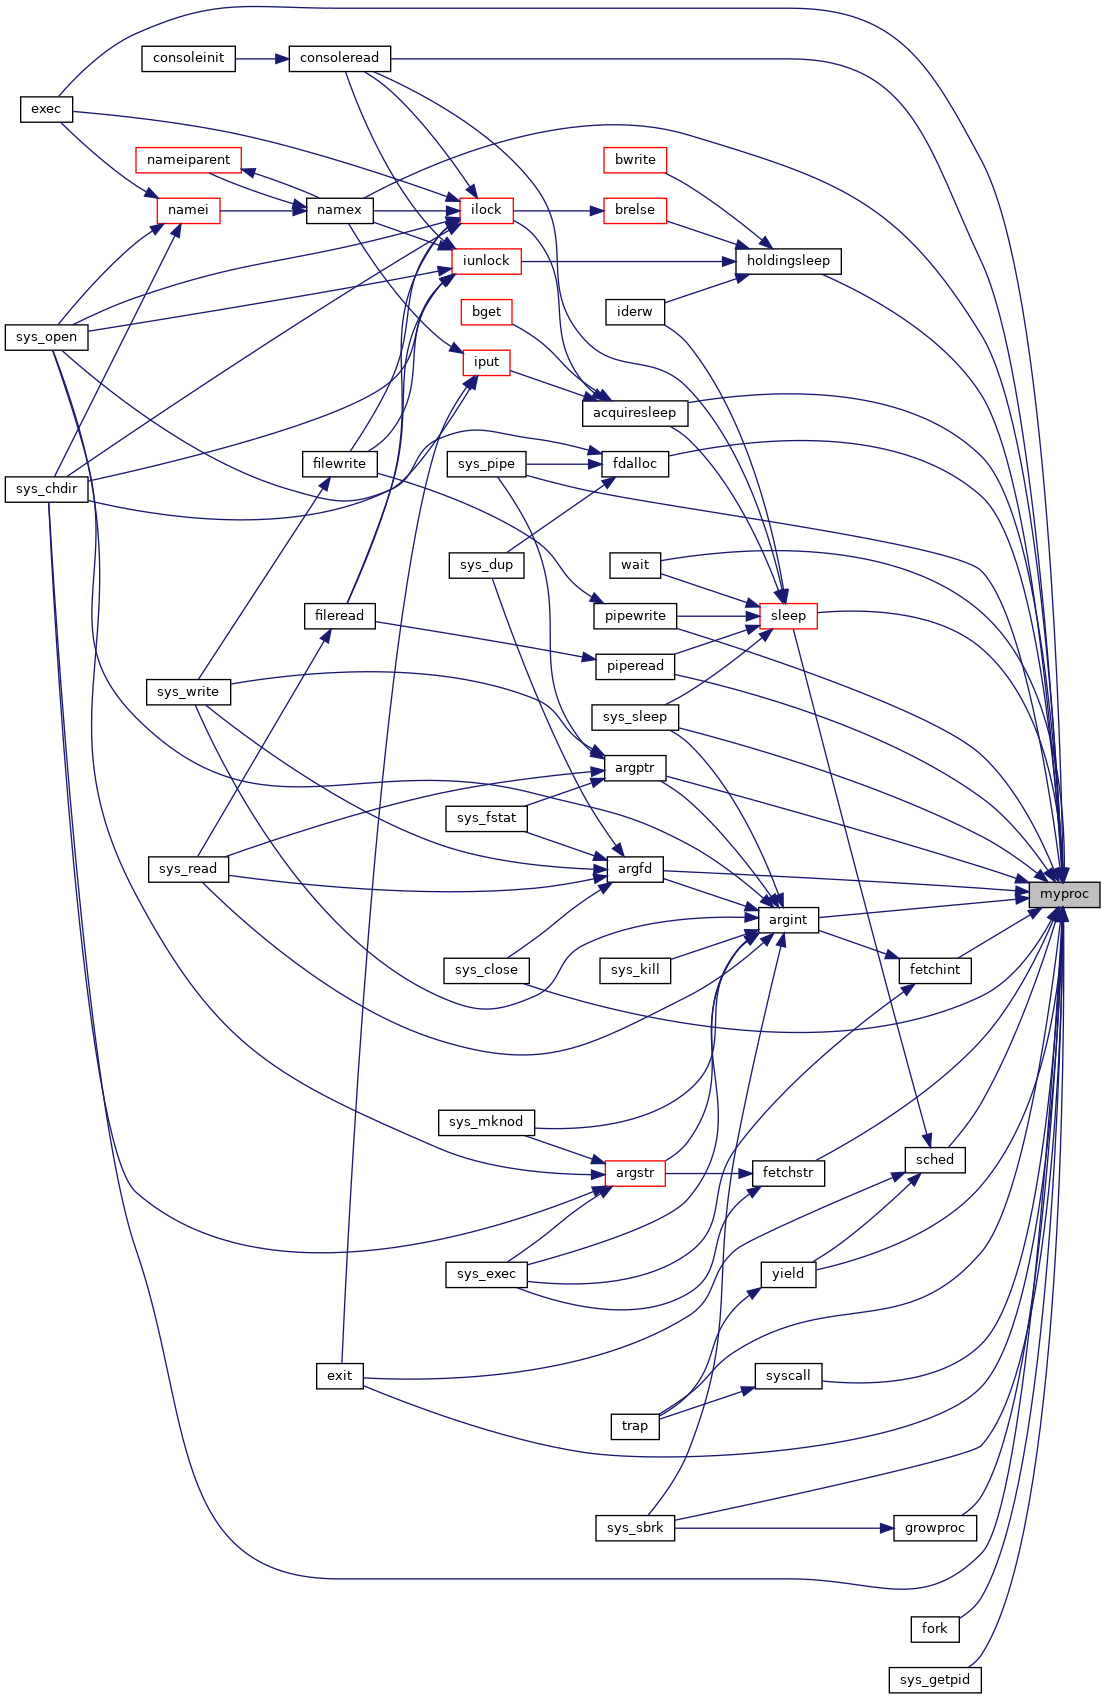 consoleinit
consoleread
exec
nameiparent
bwrite
namei
namex
ilock
brelse
iunlock
holdingsleep
bget
iderw
sys_open
iput
acquiresleep
filewrite
sys_pipe
fdalloc
sys_chdir
sys_dup
wait
fileread
pipewrite
sleep
piperead
sys_write
sys_sleep
argptr
sys_fstat
sys_read
argfd
myproc
argint
sys_close
sys_kill
fetchint
sys_mknod
argstr
fetchstr
sched
sys_exec
yield
exit
syscall
trap
sys_sbrk
growproc
fork
sys_getpid